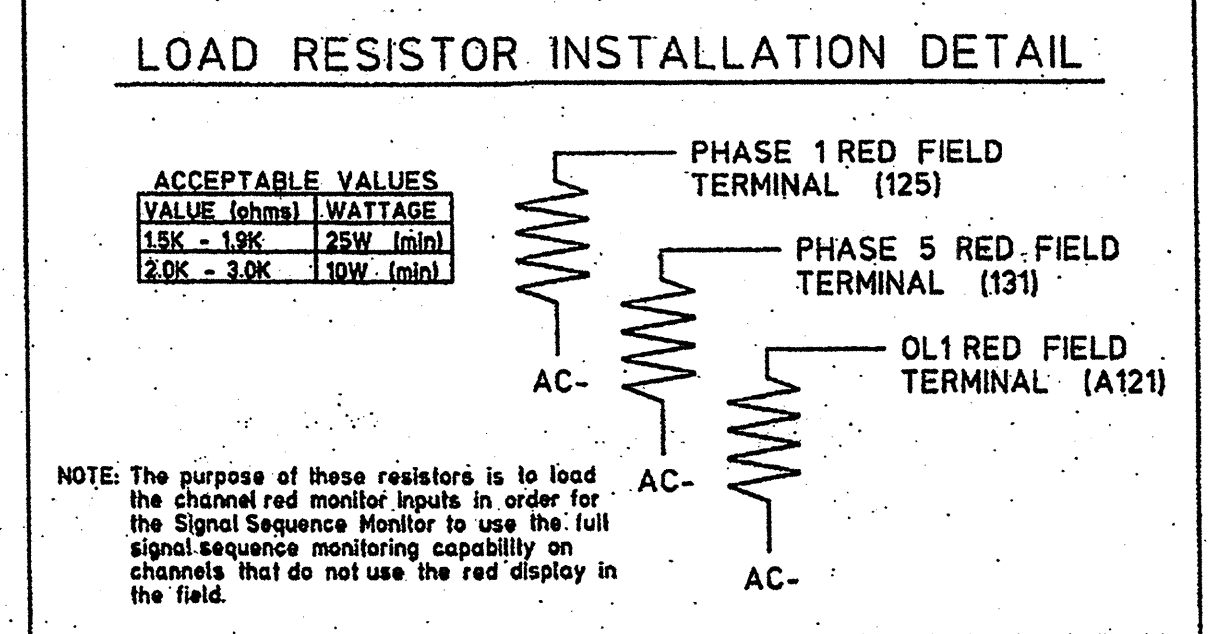 LOAD RESISTOR INSTALLATION DETAIL
ACCEPTABLE VALUES
VALUE (ohms) WATTAGE
1.5K - 1.9K 25W (min)
2.0K - 3.0K 10W (min)
PHASE 1 RED FIELD
TERMINAL (125)
AC-
PHASE 5 RED FIELD
TERMINAL (131)
AC-
OL1 RED FIELD
TERMINAL (A121)
AC-
NOTE: The purpose of these resistors is to load
the channel red monitor inputs in order for
the Signal Sequence Monitor to use the full
signal sequence monitoring capability on
channels that do not use the red display in
the field.